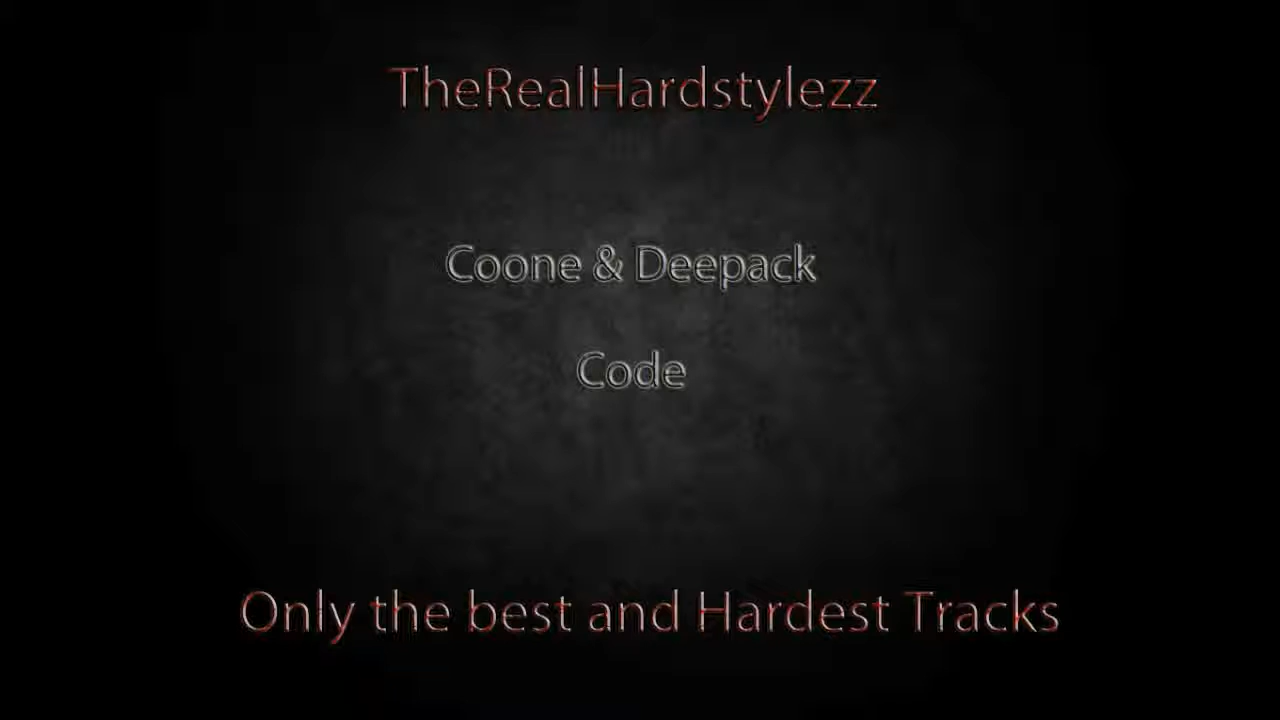 TheRealHardstylezz
Coone & Deepack
Code
Only the best and Hardest Tracks